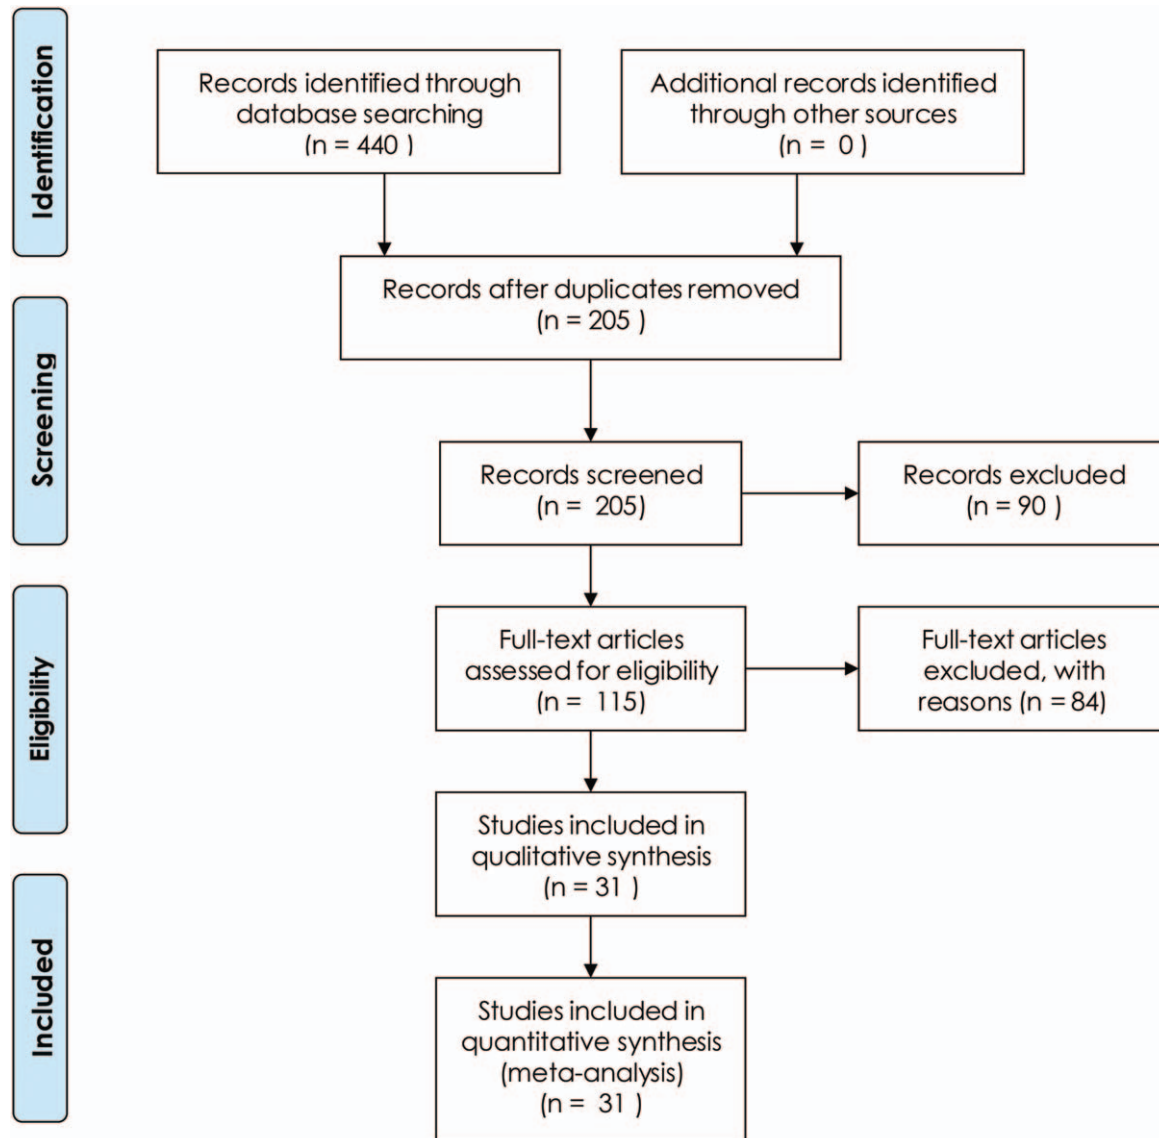 Identification
Records identified through
database searching
(n = 440 )
Additional records identified
through other sources
(n = 0 )
Records after duplicates removed
(n = 205 )
Screening
Records screened
(n = 205)
Records excluded
(n = 90 )
Eligibility
Full-text articles
assessed for eligibility
(n = 115)
Full-text articles
excluded, with
reasons (n = 84)
Studies included in
qualitative synthesis
(n = 31 )
Included
Studies included in
quantitative synthesis
(meta-analysis)
(n = 31 )